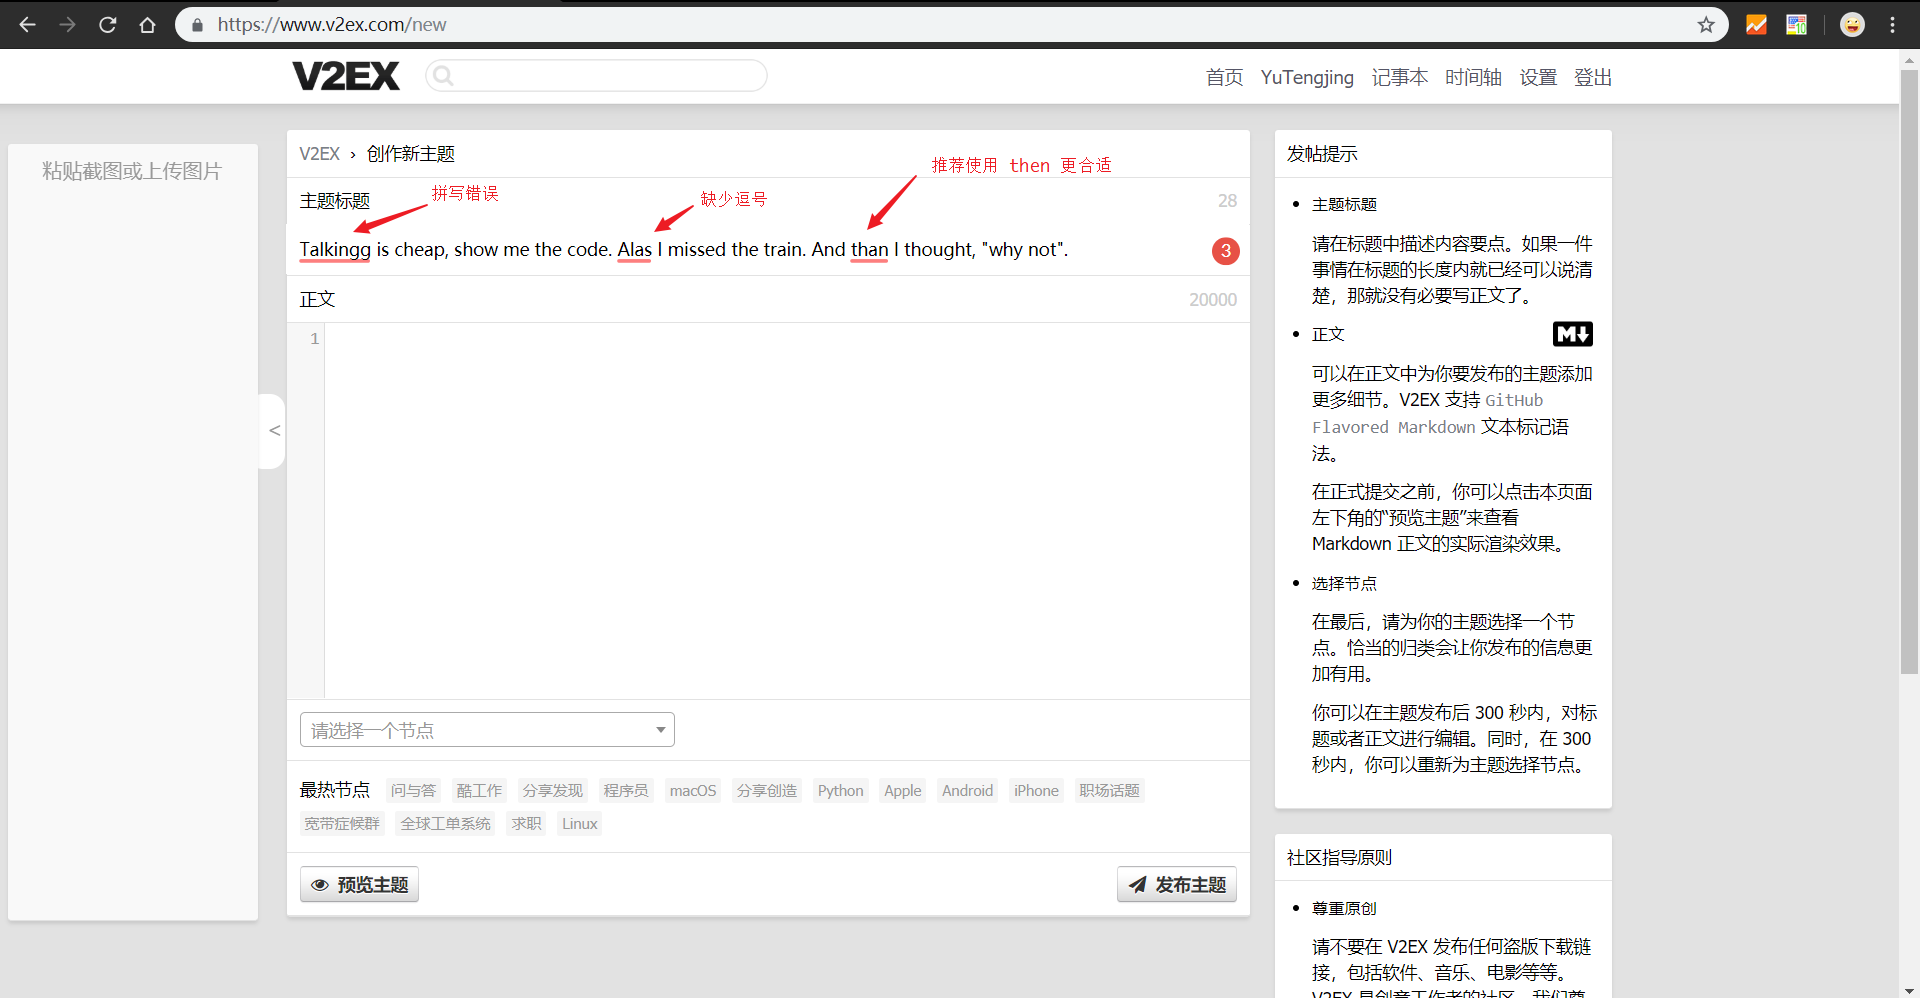 https://www.v2ex.com/new
V2EX
首页 YuTengjing 记事本 时间轴 设置 登出
粘贴截图或上传图片
<
V2EX › 创作新主题
推荐使用 then 更合适
主题标题
拼写错误
缺少逗号
28
Talkingg is cheap, show me the code. Alas I missed the train. And than I thought, "why not".
3
正文
20000
1
请选择一个节点
最热节点 问与答 酷工作 分享发现 程序员 macOS 分享创造 Python Apple Android iPhone 职场话题
宽带症候群 全球工单系统 求职 Linux
预览主题
发布主题
发帖提示
主题标题
请在标题中描述内容要点。如果一件
事情在标题的长度内就已经可以说清
楚，那就没有必要写正文了。
正文
M
可以在正文中为你要发布的主题添加
更多细节。V2EX 支持 GitHub
Flavored Markdown 文本标记语
法。
在正式提交之前，你可以点击本页面
左下角的“预览主题”来查看
Markdown 正文的实际渲染效果。
选择节点
在最后，请为你的主题选择一个节
点。恰当的归类会让你发布的信息更
加有用。
你可以在主题发布后 300 秒内，对标
题或者正文进行编辑。同时，在 300
秒内，你可以重新为主题选择节点。
社区指导原则
尊重原创
请不要在 V2EX 发布任何盗版下载链
接，包括软件、音乐、电影等等。
V2EX 是创意工作者的社区，我们尊